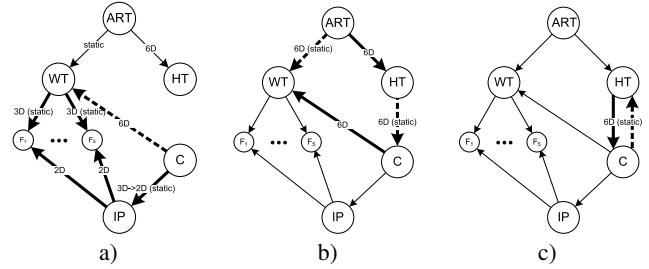 ART
static
6D
WT
HT
3D (static)
3D (static)
6D
F₁
•••
F₅
2D
2D
C
3D->2D (static)
IP
a)
ART
6D (static)
6D
WT
HT
6D
6D (static)
F₁
•••
F₅
C
IP
b)
ART
WT
HT
6D (static)
F₁
•••
F₅
C
IP
c)